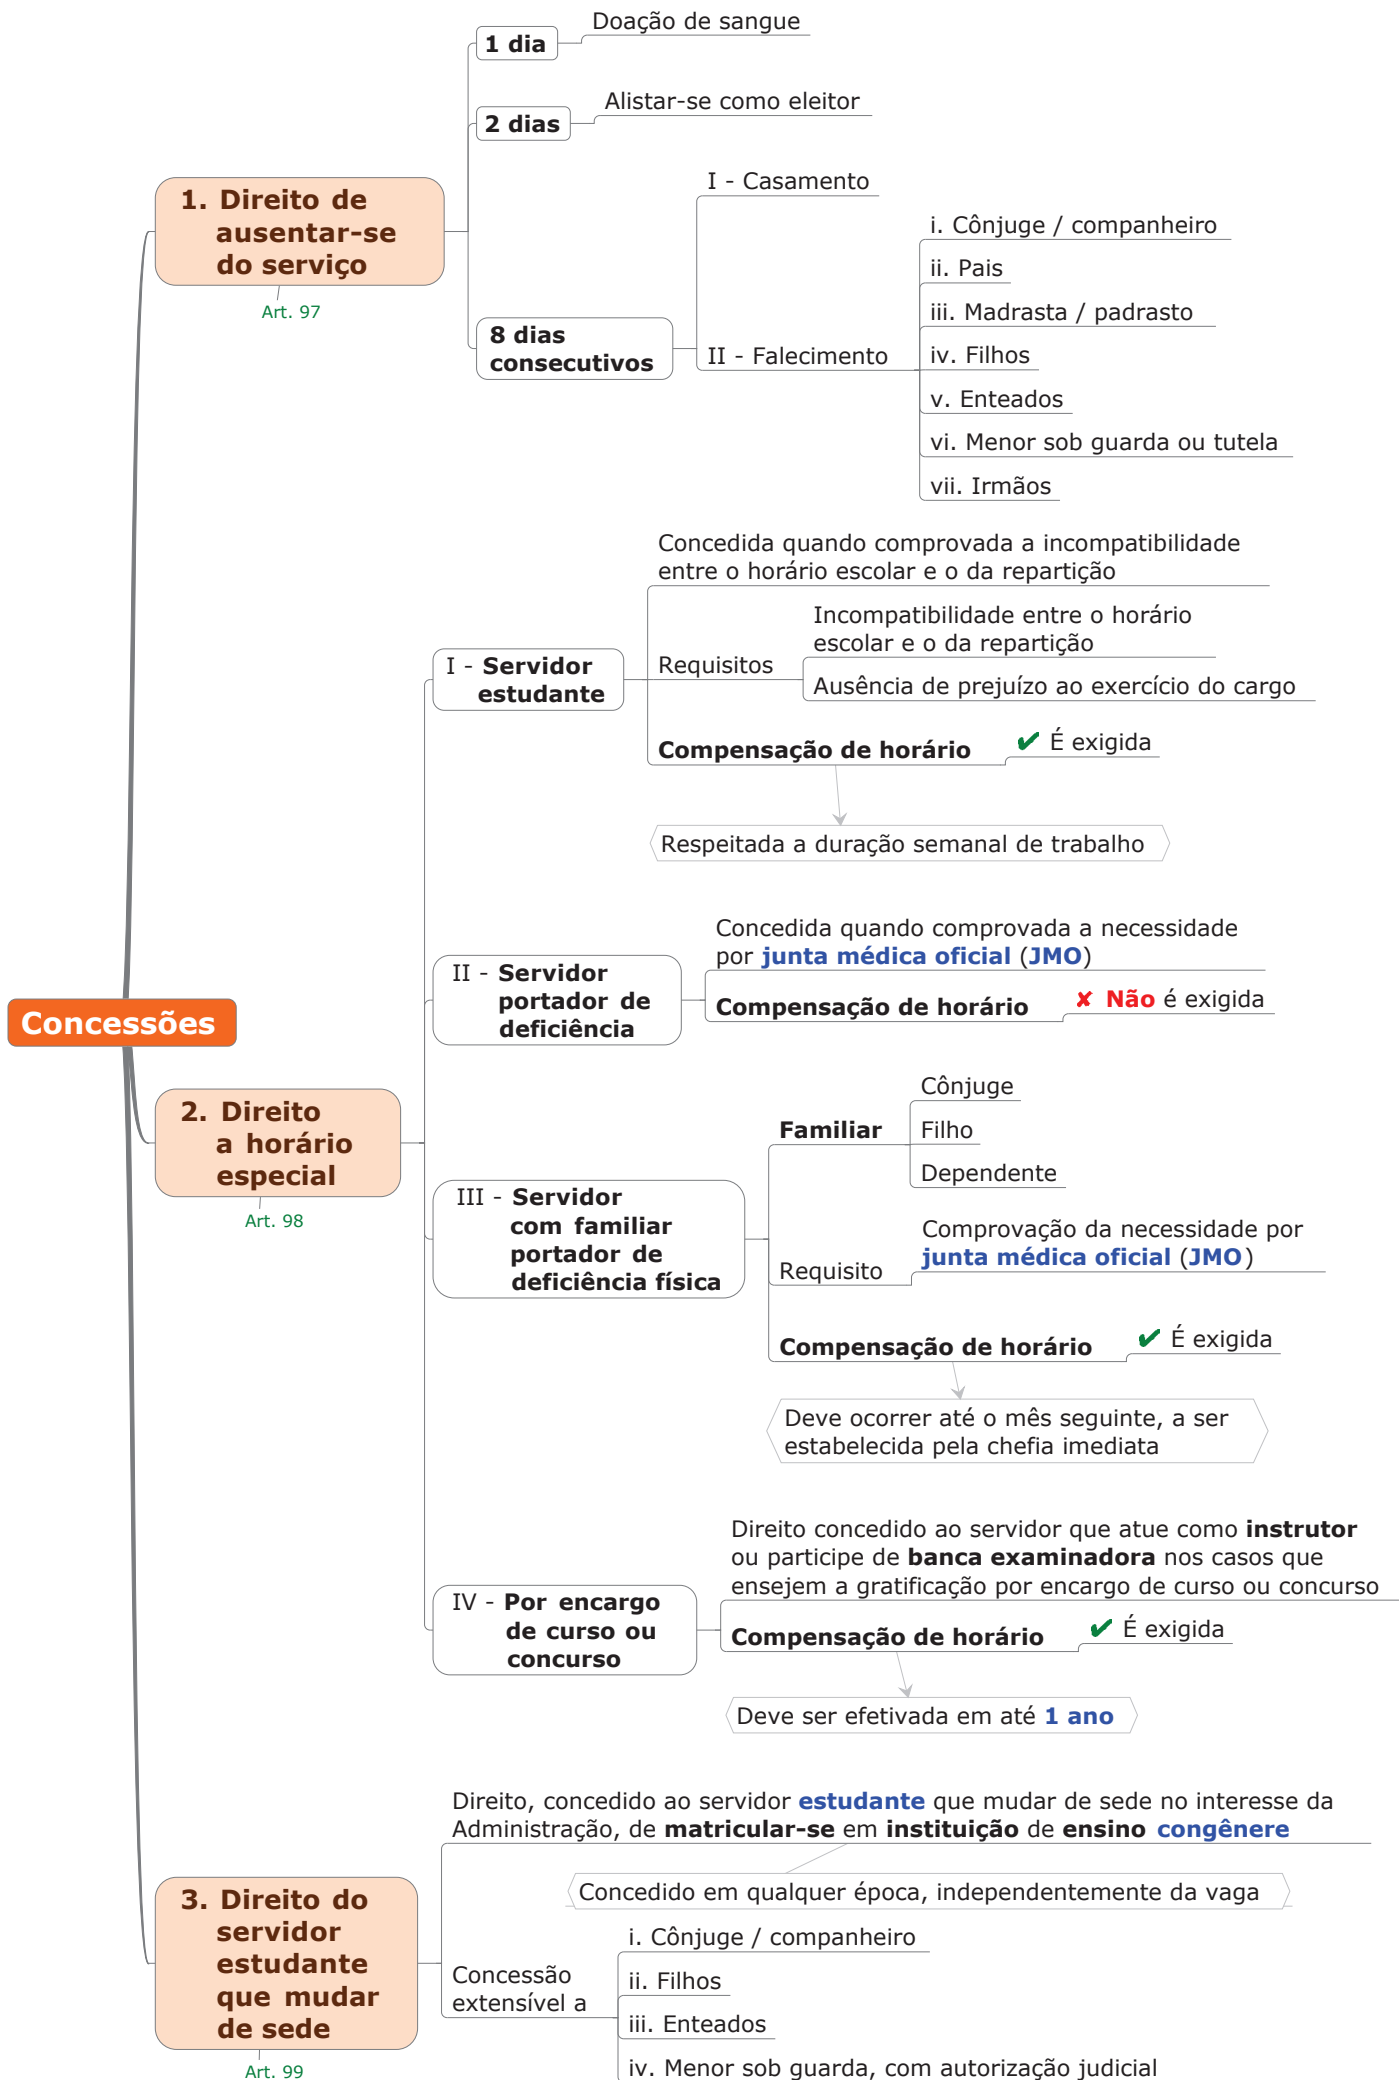 Concessões
1. Direito de
ausentar-se
do serviço
Art. 97
1 dia
Doação de sangue
2 dias
Alistar-se como eleitor
8 dias
consecutivos
I - Casamento
II - Falecimento
i. Cônjuge / companheiro
ii. Pais
iii. Madrasta / padrasto
iv. Filhos
v. Enteados
vi. Menor sob guarda ou tutela
vii. Irmãos
2. Direito
a horário
especial
Art. 98
I - Servidor
estudante
Concedida quando comprovada a incompatibilidade
entre o horário escolar e o da repartição
Requisitos
Incompatibilidade entre o horário
escolar e o da repartição
Ausência de prejuízo ao exercício do cargo
Compensação de horário
✔ É exigida
Respeitada a duração semanal de trabalho
II - Servidor
portador de
deficiência
Concedida quando comprovada a necessidade
por junta médica oficial (JMO)
Compensação de horário
✘ Não é exigida
III - Servidor
com familiar
portador de
deficiência física
Familiar
Cônjuge
Filho
Dependente
Requisito
Comprovação da necessidade por
junta médica oficial (JMO)
Compensação de horário
✔ É exigida
Deve ocorrer até o mês seguinte, a ser
estabelecida pela chefia imediata
IV - Por encargo
de curso ou
concurso
Direito concedido ao servidor que atue como instrutor
ou participe de banca examinadora nos casos que
ensejem a gratificação por encargo de curso ou concurso
Compensação de horário
✔ É exigida
Deve ser efetivada em até 1 ano
3. Direito do
servidor
estudante
que mudar
de sede
Art. 99
Direito, concedido ao servidor estudante que mudar de sede no interesse da
Administração, de matricular-se em instituição de ensino congênere
Concedido em qualquer época, independentemente da vaga
Concessão
extensível a
i. Cônjuge / companheiro
ii. Filhos
iii. Enteados
iv. Menor sob guarda, com autorização judicial